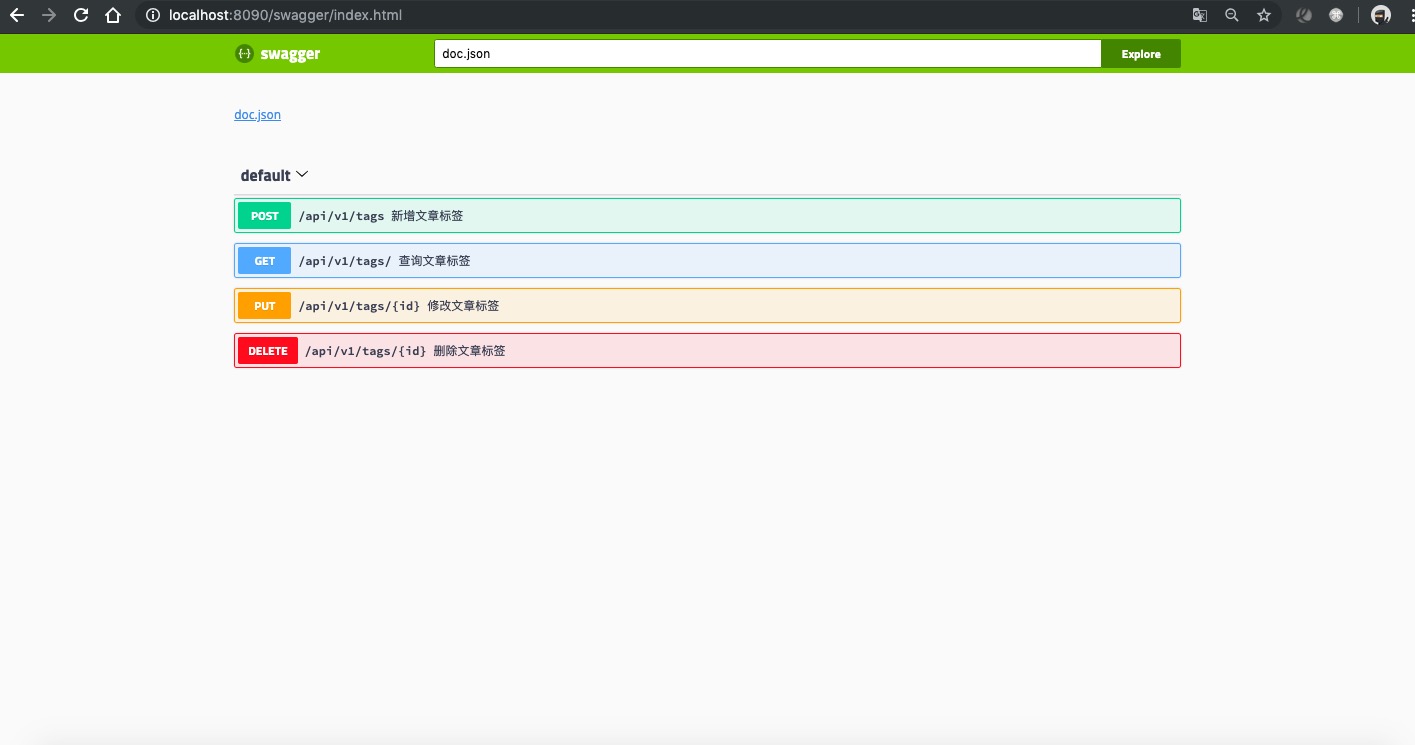 localhost:8090/swagger/index.html
swagger doc.json Explore
doc.json
default
POST /api/v1/tags 新增文章标签
GET /api/v1/tags/ 查询文章标签
PUT /api/v1/tags/{id} 修改文章标签
DELETE /api/v1/tags/{id} 删除文章标签